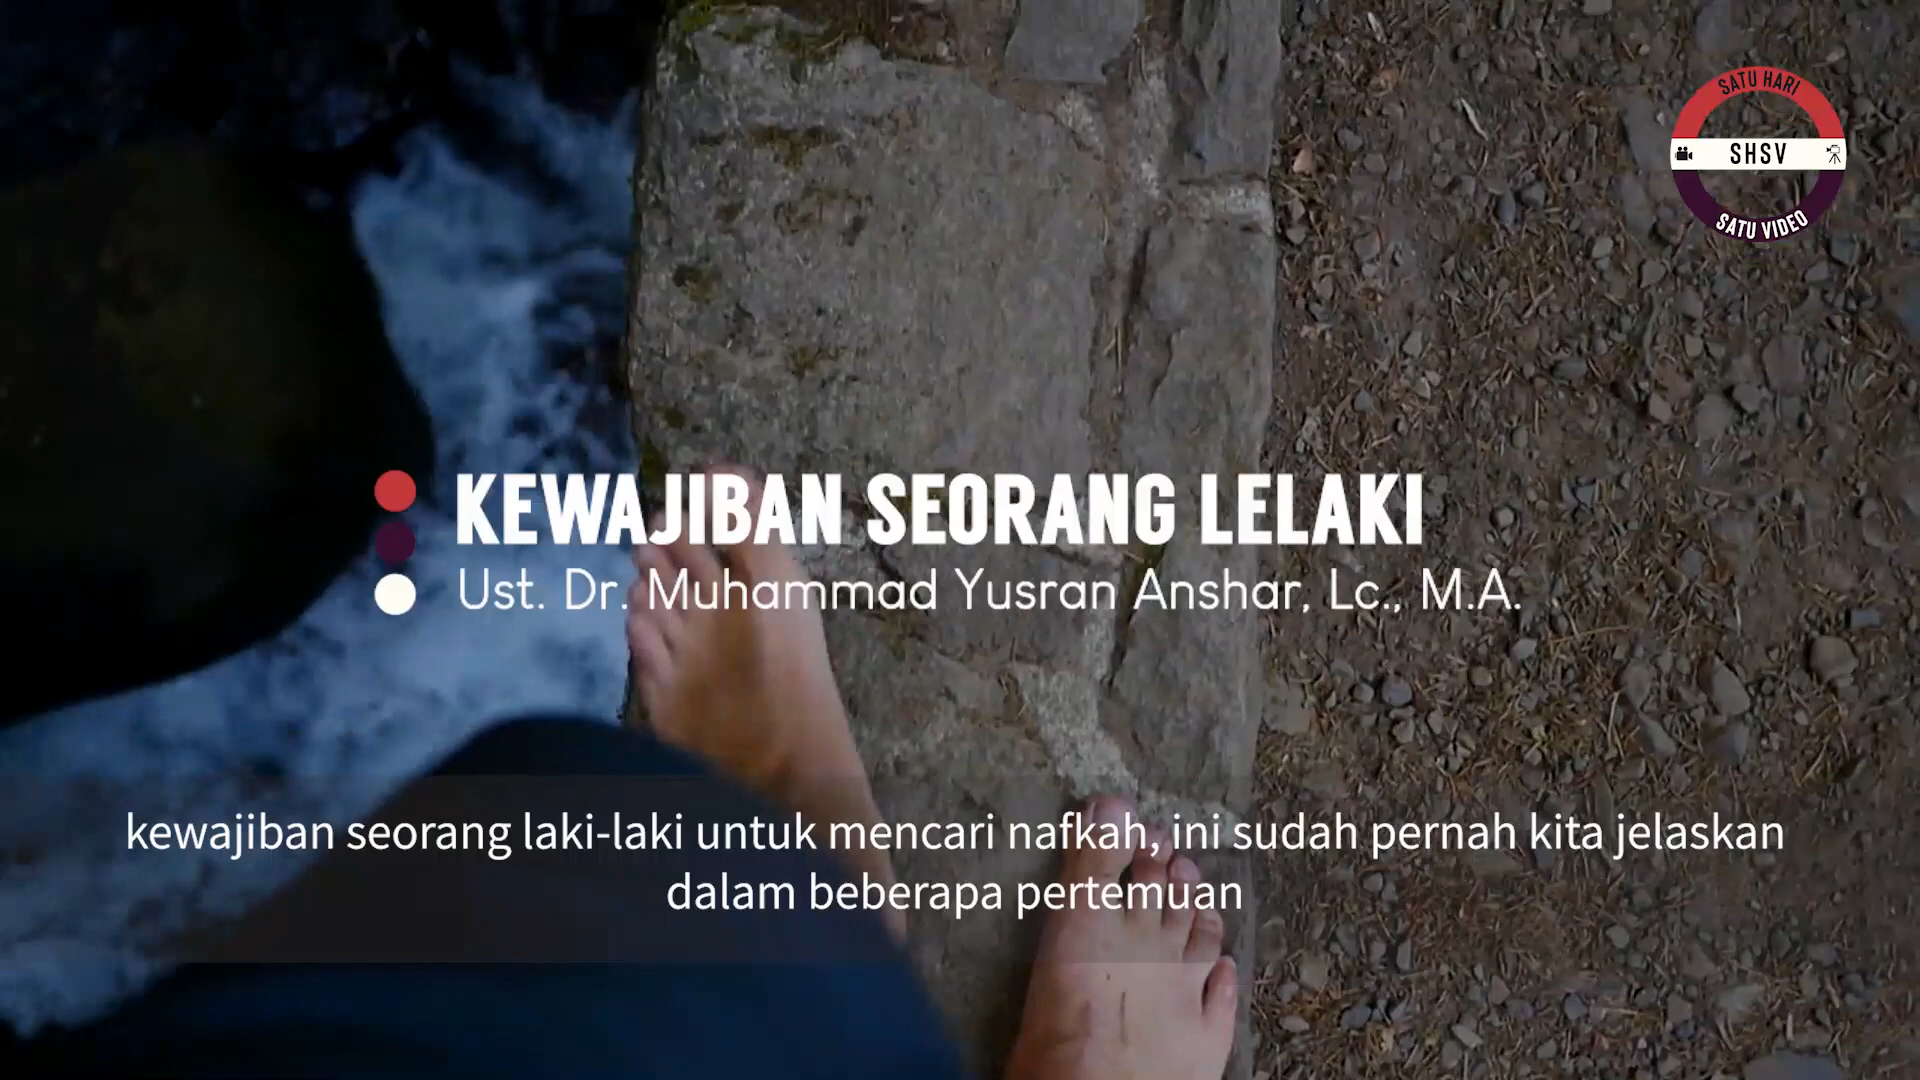 SATU HARI
SHSV
SATU VIDEO
KEWAJIBAN SEORANG LELAKI
Ust. Dr. Muhammad Yusran Anshar, Lc., M.A.
kewajiban seorang laki-laki untuk mencari nafkah, ini sudah pernah kita jelaskan
dalam beberapa pertemuan